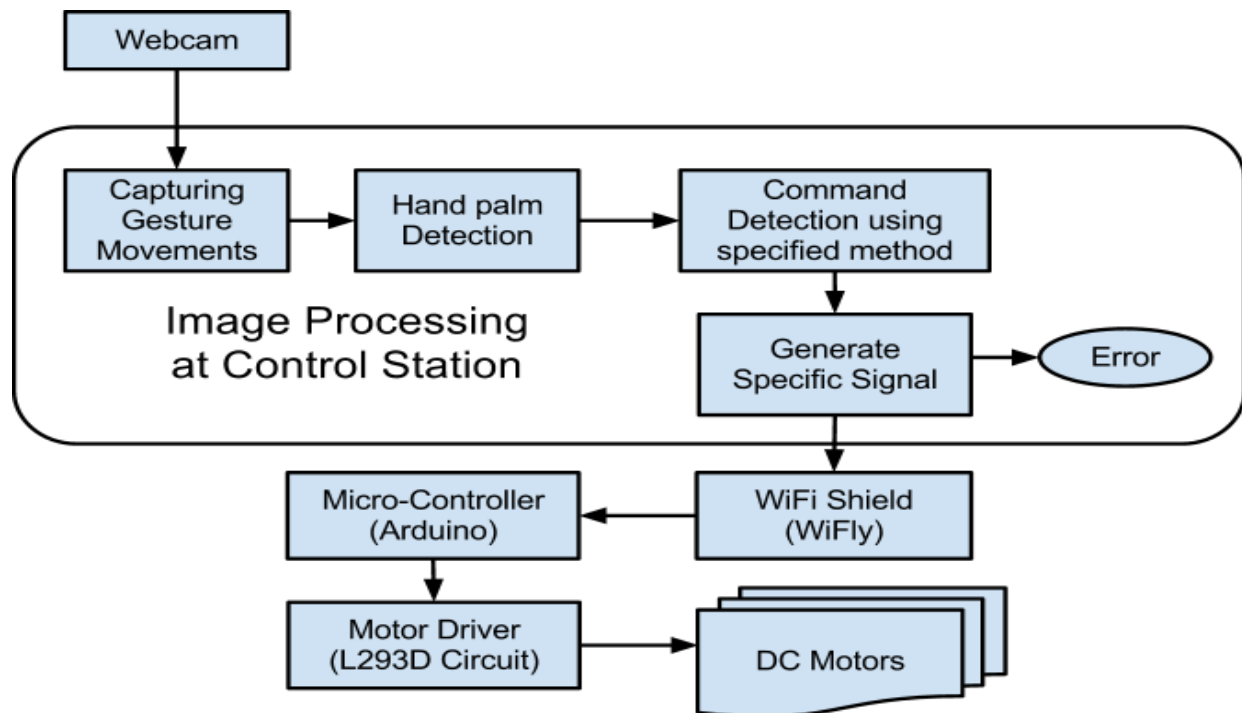 Webcam
Capturing
Gesture
Movements
Hand palm
Detection
Command
Detection using
specified method
Image Processing
at Control Station
Generate
Specific Signal
Error
Micro-Controller
(Arduino)
WiFi Shield
(WiFly)
Motor Driver
(L293D Circuit)
DC Motors